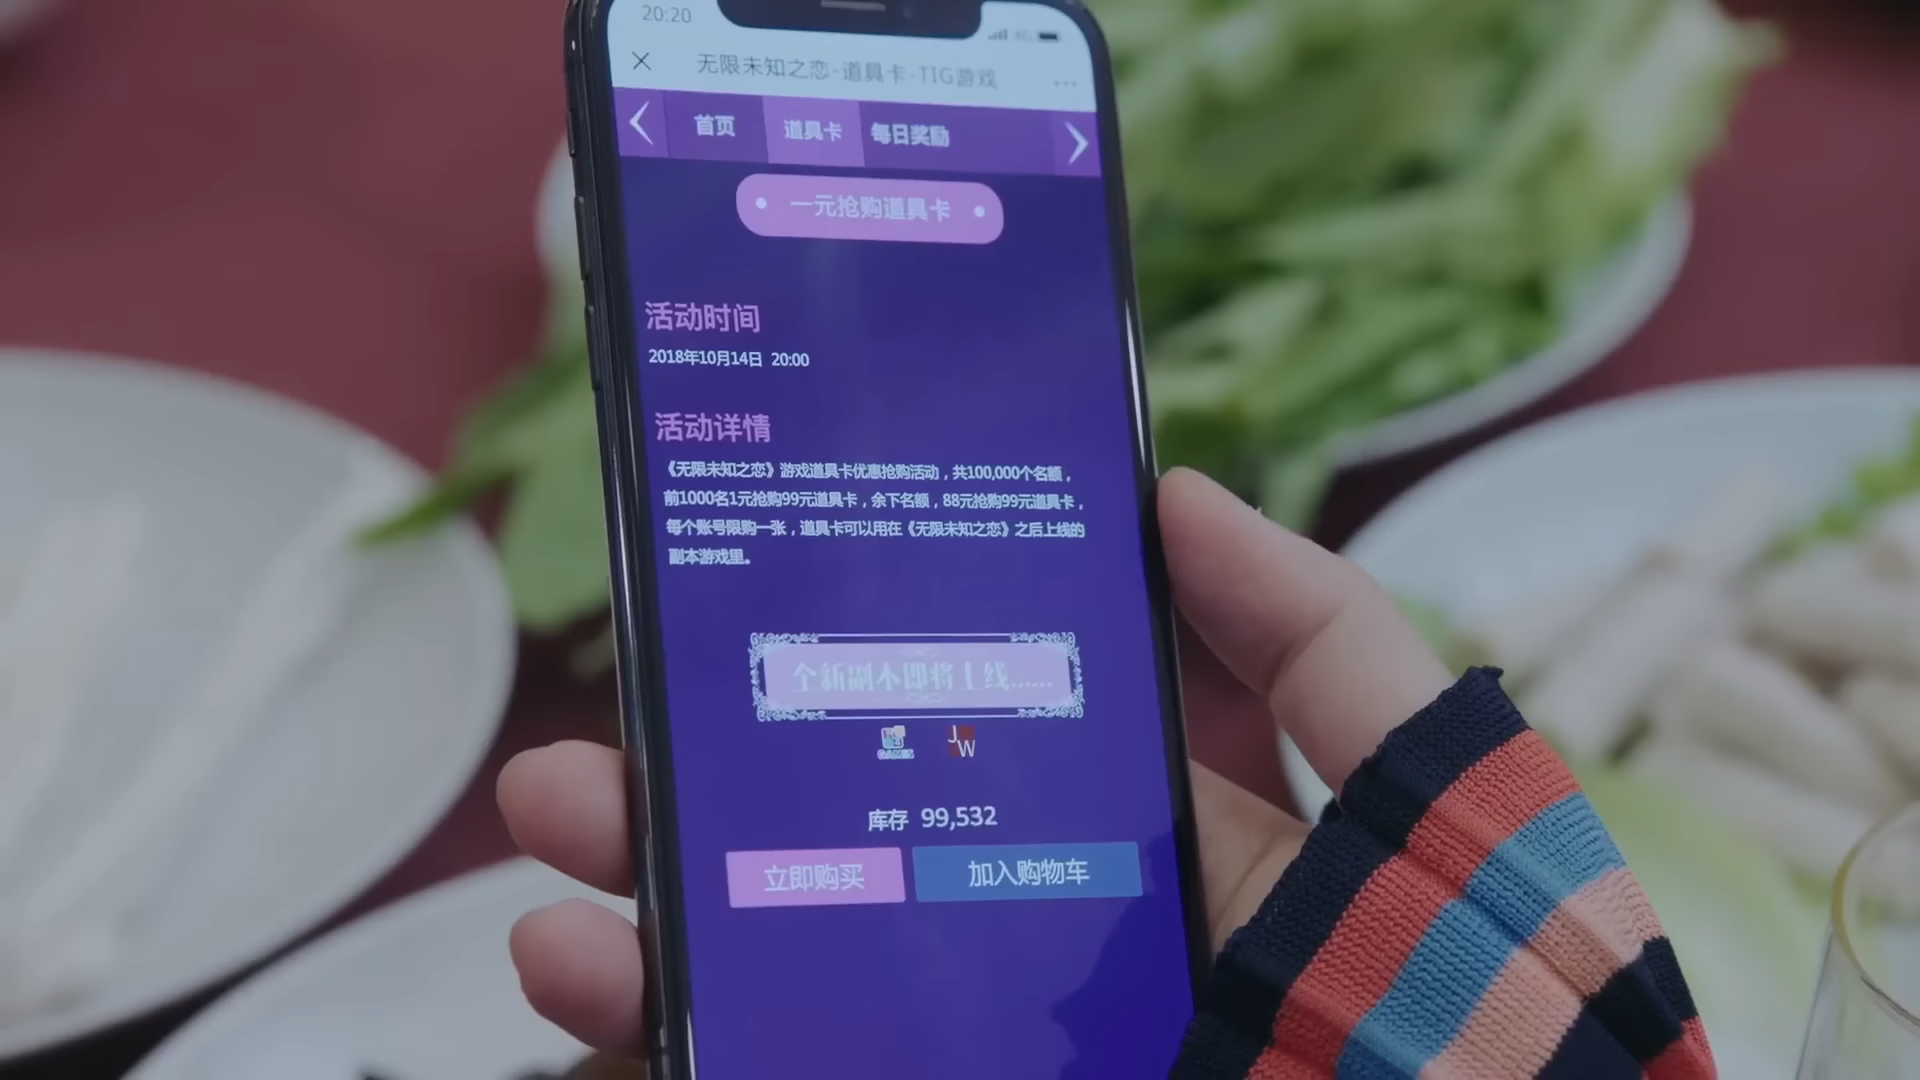 20:20
4G
无限未知之恋-道具卡-TIG游戏
首页 道具卡 每日奖励
一元抢购道具卡
活动时间
2018年10月14日 20:00
活动详情
《无限未知之恋》游戏道具卡优惠抢购活动，共100,000个名额，
前1000名1元抢购99元道具卡，余下名额，88元抢购99元道具卡，
每个账号限购一张，道具卡可以用在《无限未知之恋》之后上线的
副本游戏里。
全新副本即将上线……
GAMES JW
库存 99,532
立即购买 加入购物车